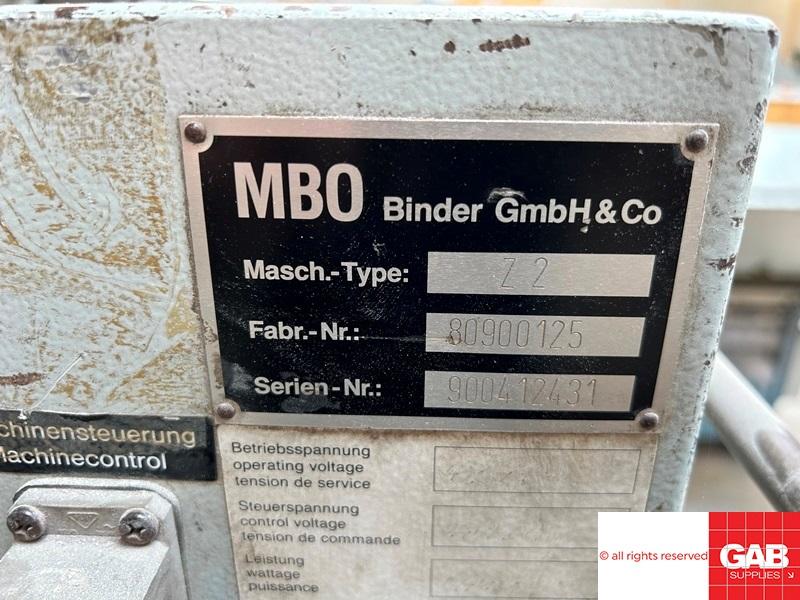 MBO Binder GmbH & Co
Masch.-Type: Z 2
Fabr.-Nr.: 80900125
Serien-Nr.: 900412431
chinensteuerung
achinecontrol
Betriebsspannung
operating voltage
tension de service
Steuerspannung
control voltage
tension de commande
Leistung
wattage
puissance
© all rights reserved
GAB
SUPPLIES